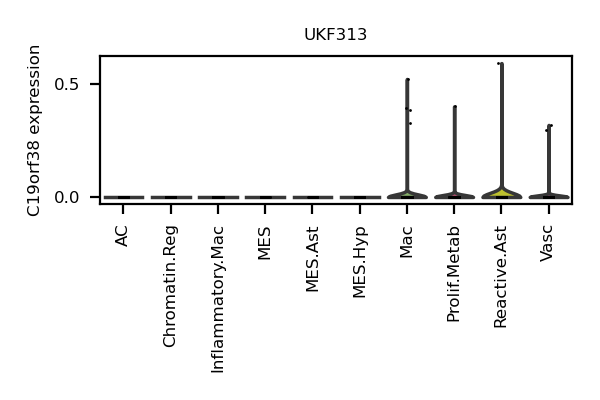 UKF313
C19orf38 expression
0.5
0.0
AC
Chromatin.Reg
Inflammatory.Mac
MES
MES.Ast
MES.Hyp
Mac
Prolif.Metab
Reactive.Ast
Vasc